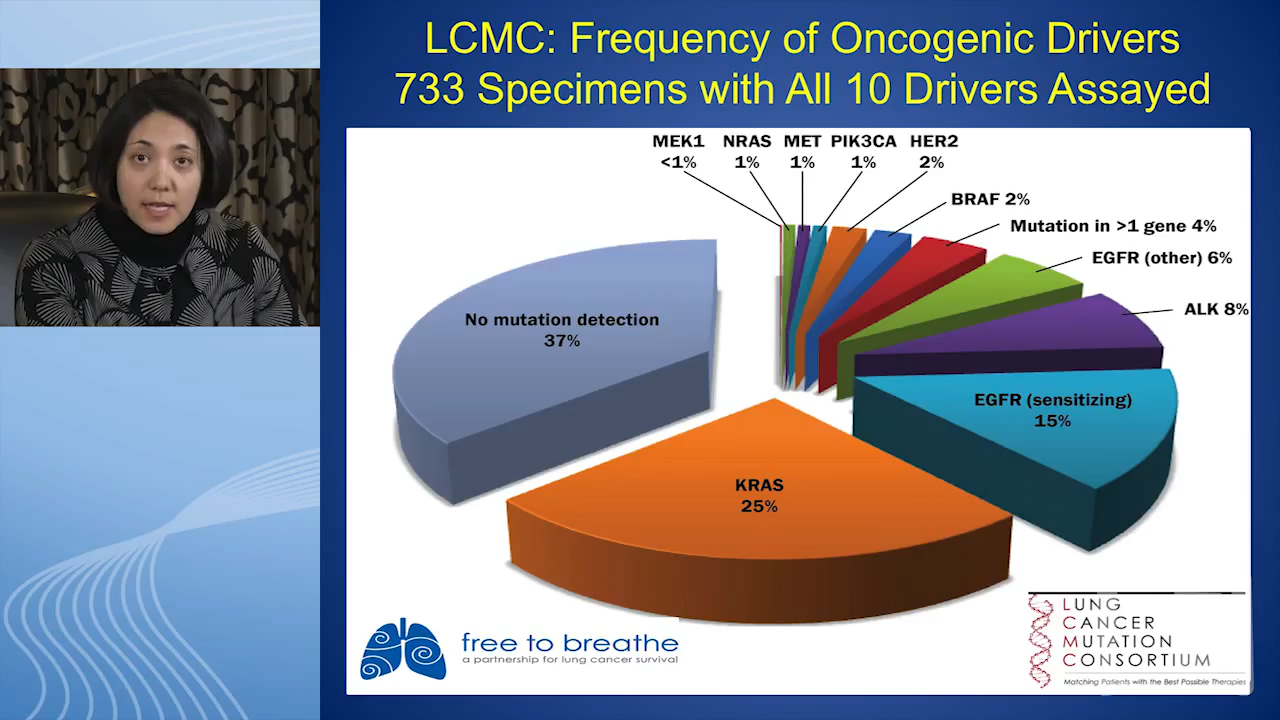 LCMC: Frequency of Oncogenic Drivers
733 Specimens with All 10 Drivers Assayed
MEK1
<1%
NRAS
1%
MET
1%
PIK3CA
1%
HER2
2%
BRAF 2%
Mutation in >1 gene 4%
EGFR (other) 6%
ALK 8%
EGFR (sensitizing)
15%
KRAS
25%
No mutation detection
37%
free to breathe
a partnership for lung cancer survival
LUNG
CANCER
MUTATION
CONSORTIUM
Matching Patients with the Best Possible Therapies